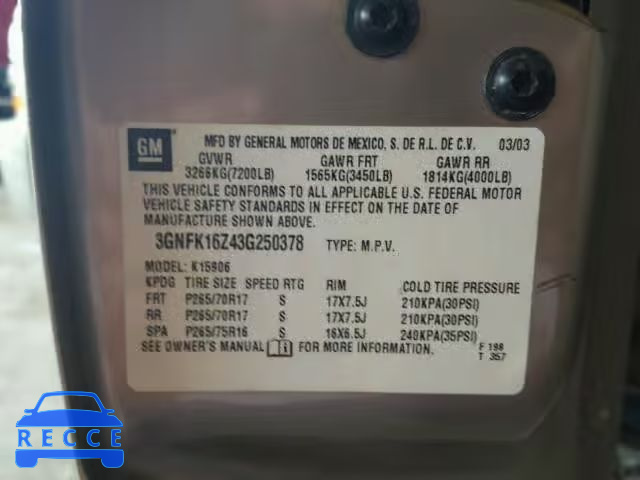 GM
MFD BY GENERAL MOTORS DE MEXICO, S. DE R.L. DE C.V. 03/03
GVWR GAWR FRT GAWR RR
3266KG(7200LB) 1565KG(3450LB) 1814KG(4000LB)
THIS VEHICLE CONFORMS TO ALL APPLICABLE U.S. FEDERAL MOTOR
VEHICLE SAFETY STANDARDS IN EFFECT ON THE DATE OF
MANUFACTURE SHOWN ABOVE.
3GNFK16Z43G250378 TYPE: M.P.V.
MODEL: K15906
KPDG TIRE SIZE SPEED RTG RIM COLD TIRE PRESSURE
FRT P265/70R17 S 17X7.5J 210KPA(30PSI)
RR P265/70R17 S 17X7.5J 210KPA(30PSI)
SPA P265/75R16 S 16X6.5J 240KPA(35PSI)
SEE OWNER'S MANUAL FOR MORE INFORMATION.
F 198
T 357
RECCE